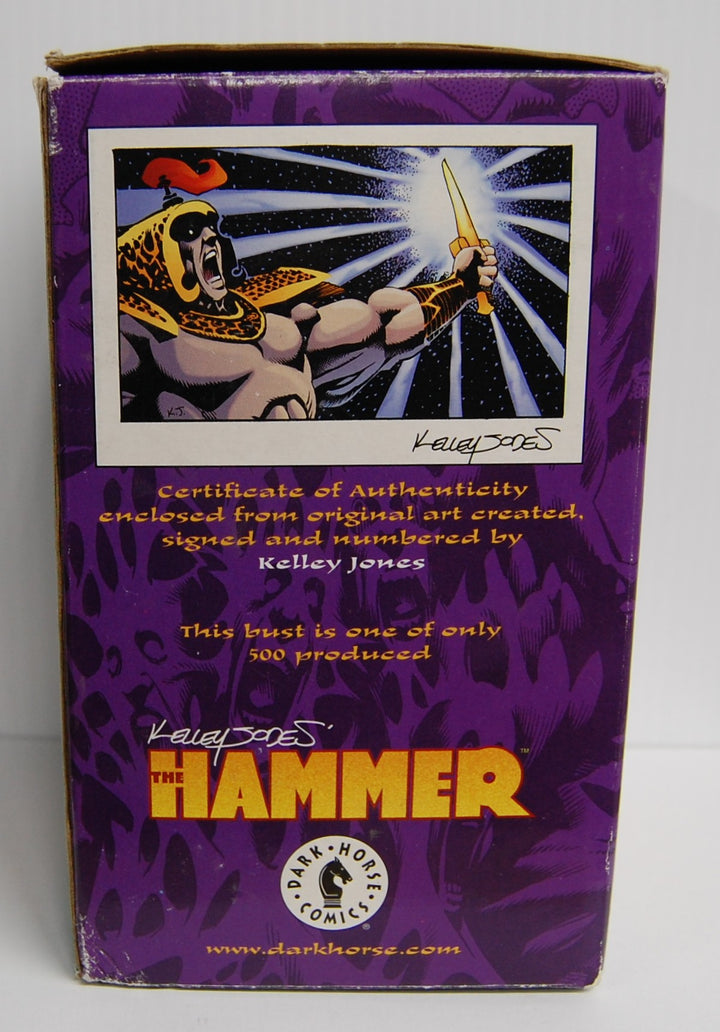 K.J.
Kelley Jones
Certificate of Authenticity
enclosed from original art created,
signed and numbered by
Kelley Jones
This bust is one of only
500 produced
Kelley Jones'
THE HAMMER™
DARK • HORSE • COMICS •®
www.darkhorse.com